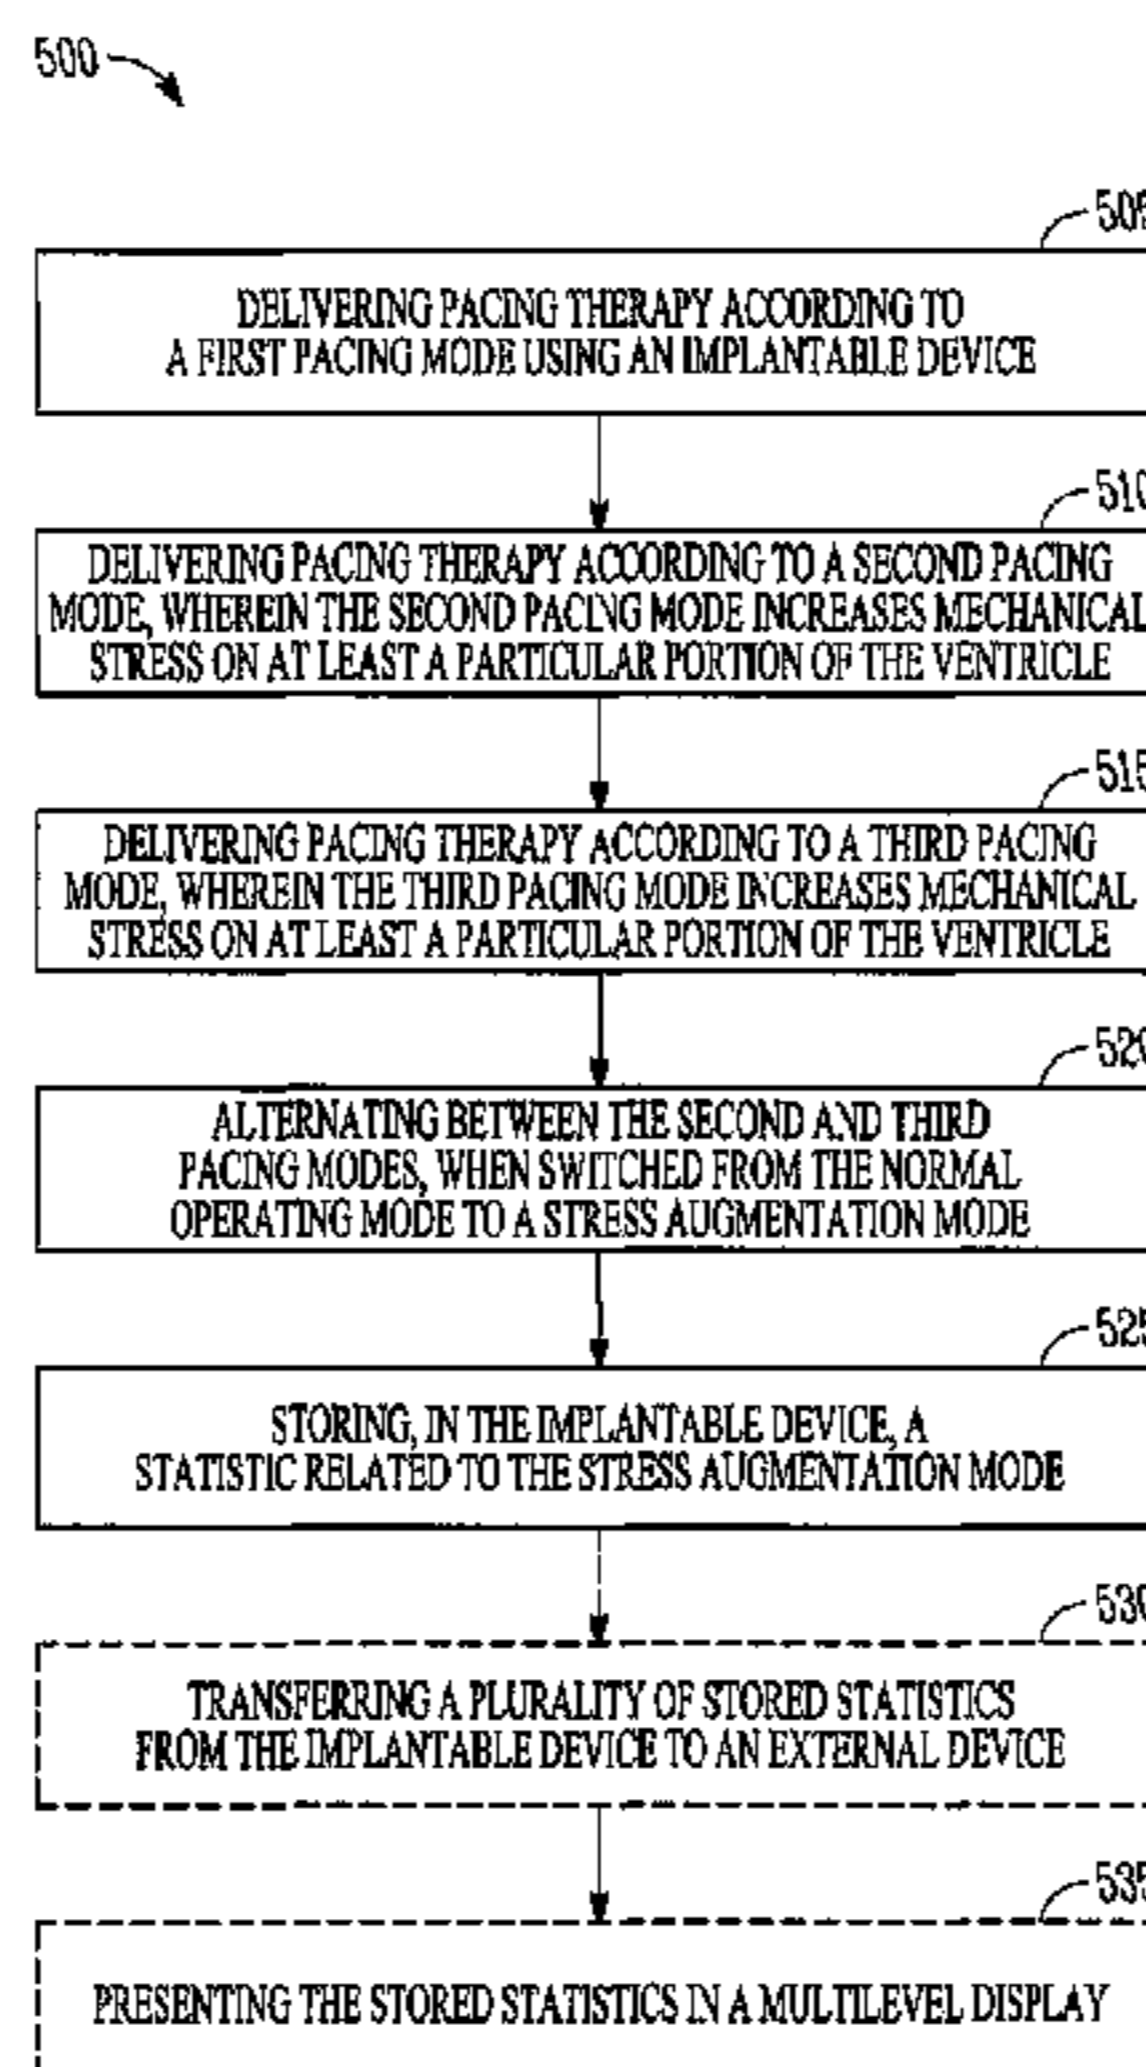 500
505
DELIVERING PACING THERAPY ACCORDING TO
A FIRST PACING MODE USING AN IMPLANTABLE DEVICE
510
DELIVERING PACING THERAPY ACCORDING TO A SECOND PACING
MODE, WHEREIN THE SECOND PACING MODE INCREASES MECHANICAL
STRESS ON AT LEAST A PARTICULAR PORTION OF THE VENTRICLE
515
DELIVERING PACING THERAPY ACCORDING TO A THIRD PACING
MODE, WHEREIN THE THIRD PACING MODE INCREASES MECHANICAL
STRESS ON AT LEAST A PARTICULAR PORTION OF THE VENTRICLE
520
ALTERNATING BETWEEN THE SECOND AND THIRD
PACING MODES, WHEN SWITCHED FROM THE NORMAL
OPERATING MODE TO A STRESS AUGMENTATION MODE
525
STORING, IN THE IMPLANTABLE DEVICE, A
STATISTIC RELATED TO THE STRESS AUGMENTATION MODE
530
TRANSFERRING A PLURALITY OF STORED STATISTICS
FROM THE IMPLANTABLE DEVICE TO AN EXTERNAL DEVICE
535
PRESENTING THE STORED STATISTICS IN A MULTILEVEL DISPLAY